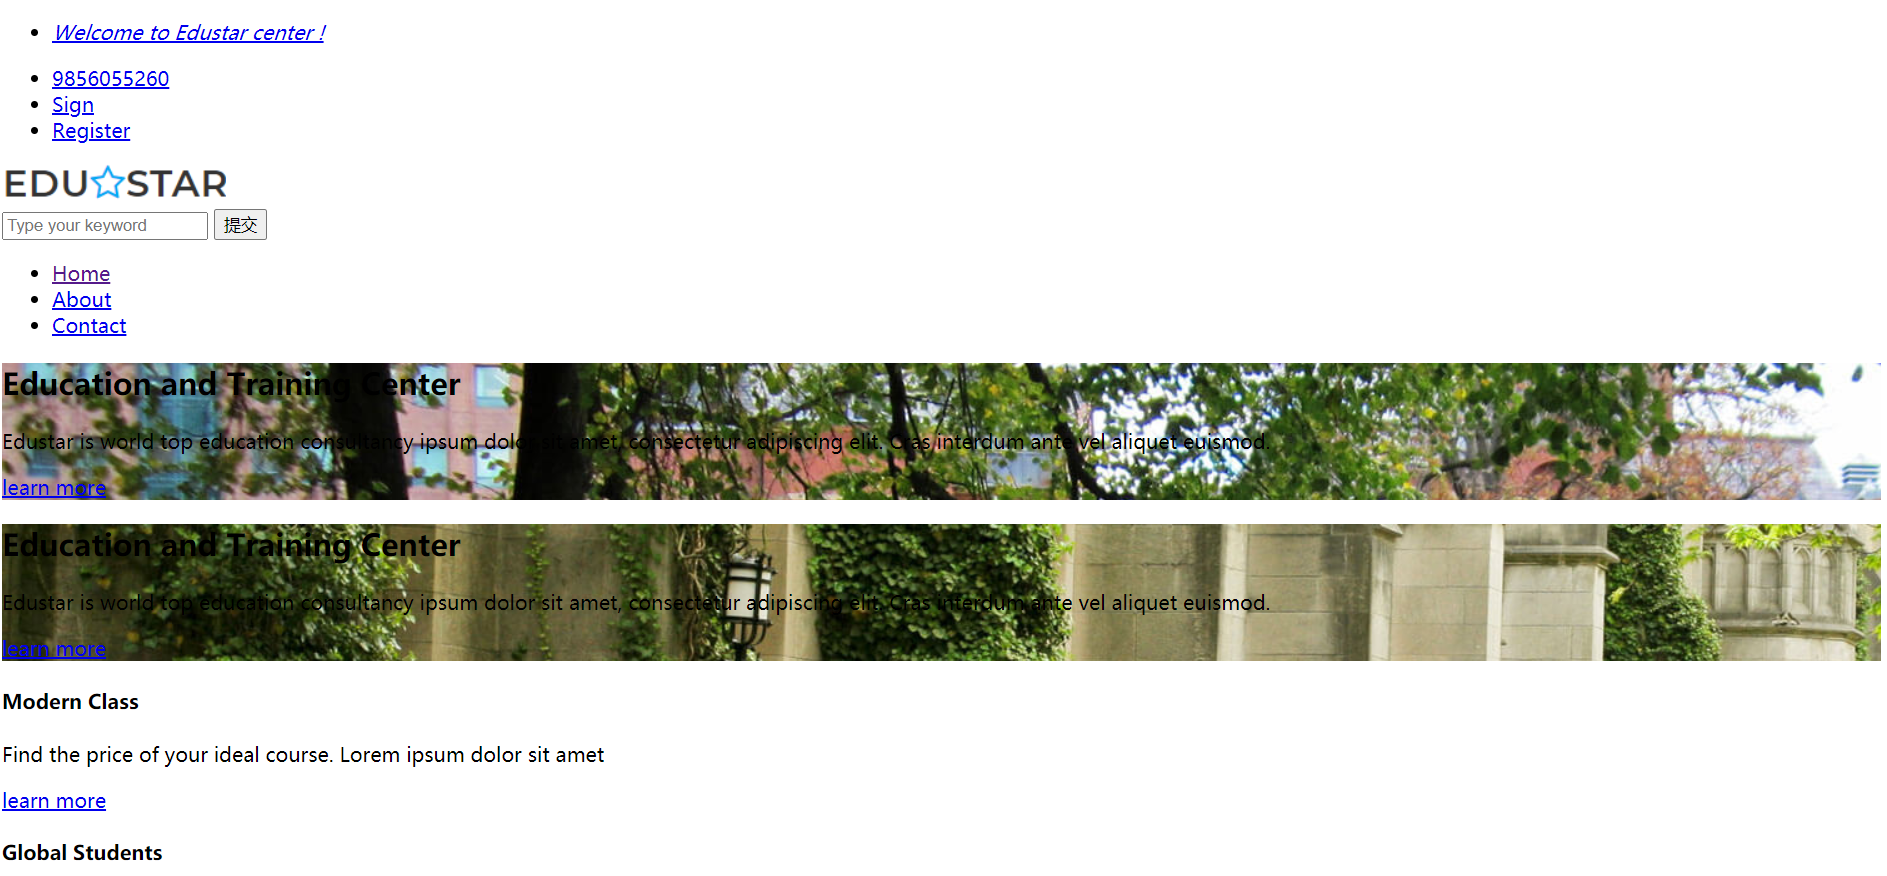 Welcome to Edustar center !
9856055260
Sign
Register
EDU STAR
Type your keyword 提交
Home
About
Contact
Education and Training Center
Edustar is world top education consultancy ipsum dolor sit amet, consectetur adipiscing elit. Cras interdum ante vel aliquet euismod.
learn more
Education and Training Center
Edustar is world top education consultancy ipsum dolor sit amet, consectetur adipiscing elit. Cras interdum ante vel aliquet euismod.
learn more
Modern Class
Find the price of your ideal course. Lorem ipsum dolor sit amet
learn more
Global Students